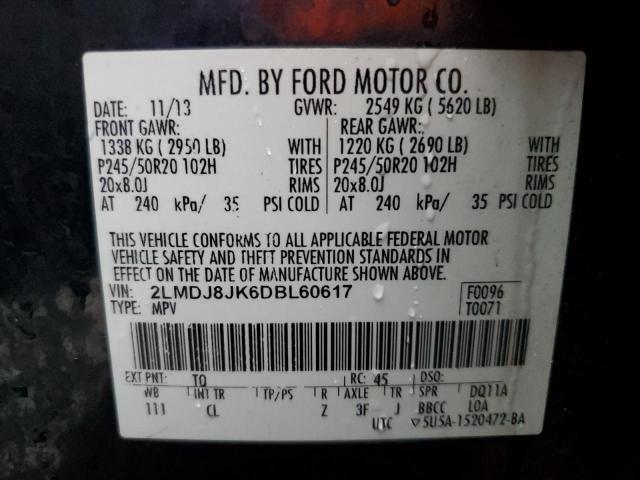 MFD. BY FORD MOTOR CO.
DATE: 11/13 GVWR: 2549 KG ( 5620 LB)
FRONT GAWR: REAR GAWR:
1338 KG ( 2950 LB) WITH 1220 KG ( 2690 LB) WITH
P245/50R20 102H TIRES P245/50R20 102H TIRES
20x8.0J RIMS 20x8.0J RIMS
AT 240 kPa/ 35 PSI COLD AT 240 kPa/ 35 PSI COLD
THIS VEHICLE CONFORMS TO ALL APPLICABLE FEDERAL MOTOR
VEHICLE SAFETY AND THEFT PREVENTION STANDARDS IN
EFFECT ON THE DATE OF MANUFACTURE SHOWN ABOVE.
VIN: 2LMDJ8JK6DBL60617 F0096
TYPE: MPV T0071
EXT PNT: TQ RC: 45 DSO:
WB INT TR TP/PS R AXLE TR SPR DQ11A
111 CL Z 3F J BBCC LOA
UTC ▽5U5A-1520472-BA